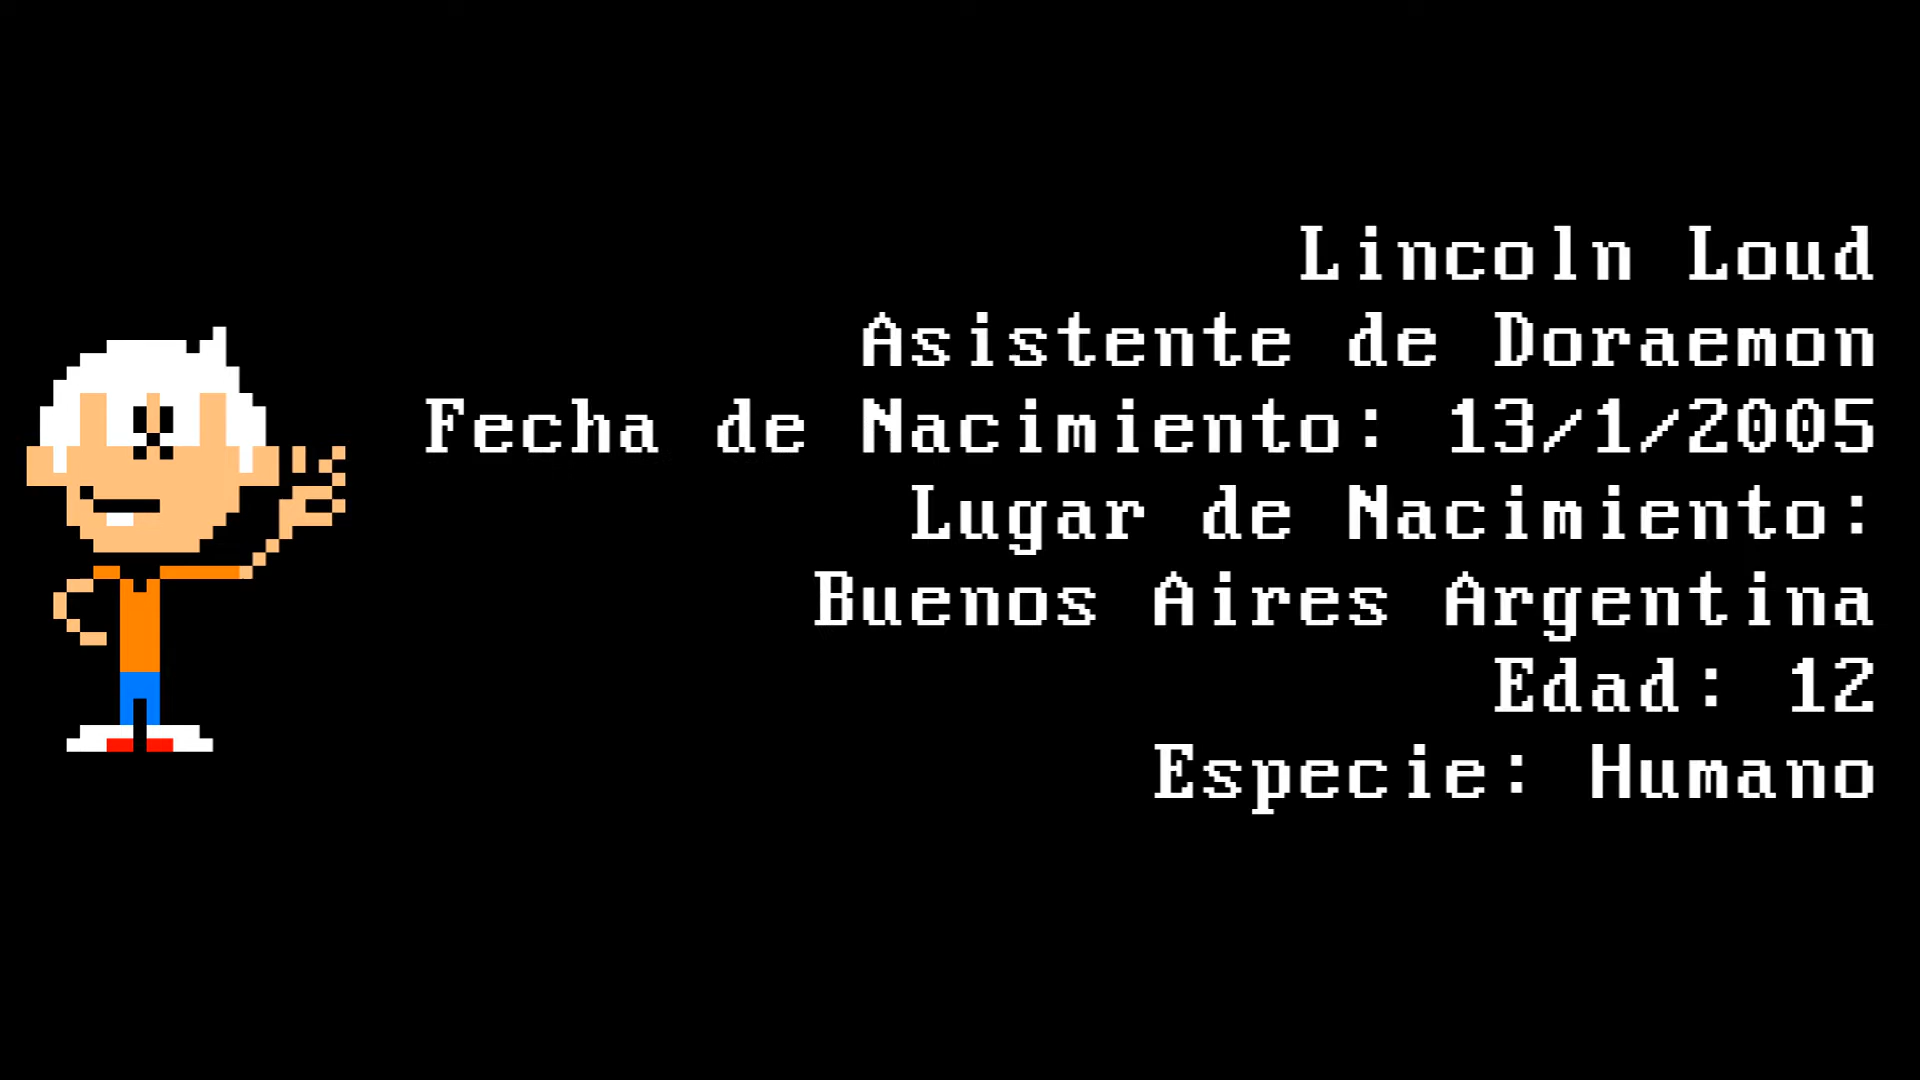 Lincoln Loud
Asistente de Doraemon
Fecha de Nacimiento: 13/1/2005
Lugar de Nacimiento:
Buenos Aires Argentina
Edad: 12
Especie: Humano